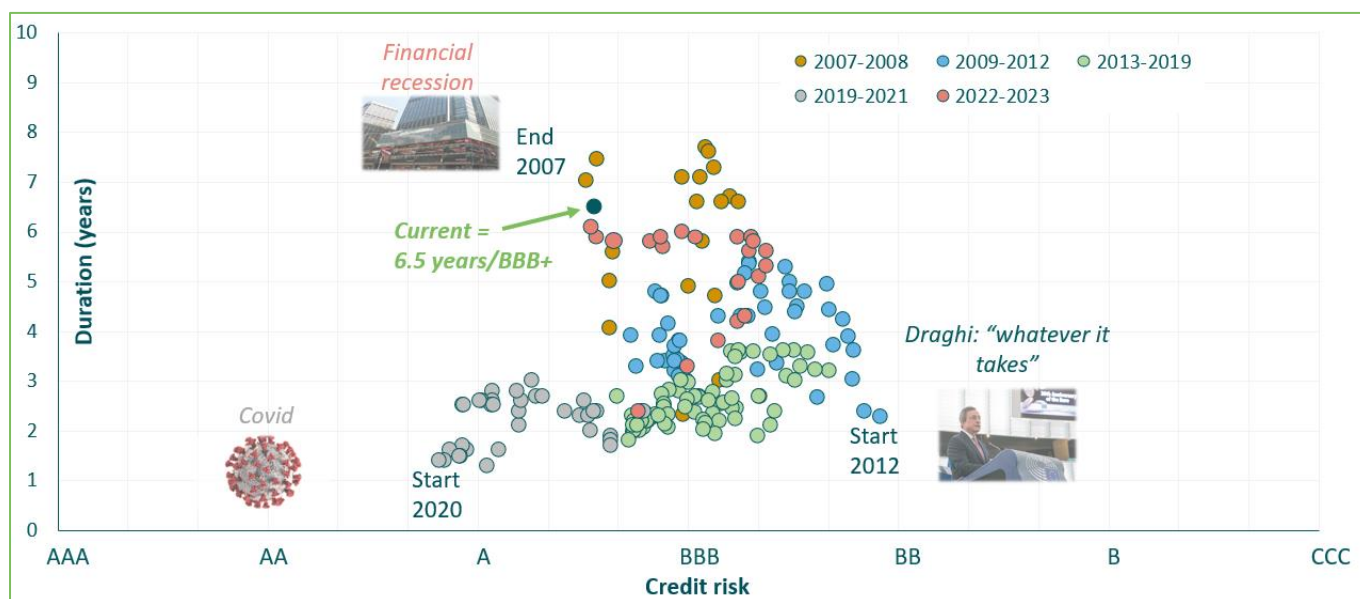 Financial
recession
2007-2008
2009-2012
2013-2019
2019-2021
2022-2023
End
2007
Current =
6.5 years/BBB+
Draghi: “whatever it
takes”
Covid
Start
2020
Start
2012
Duration (years)
10
9
8
7
6
5
4
3
2
1
0
AAA
AA
A
BBB
BB
B
CCC
Credit risk